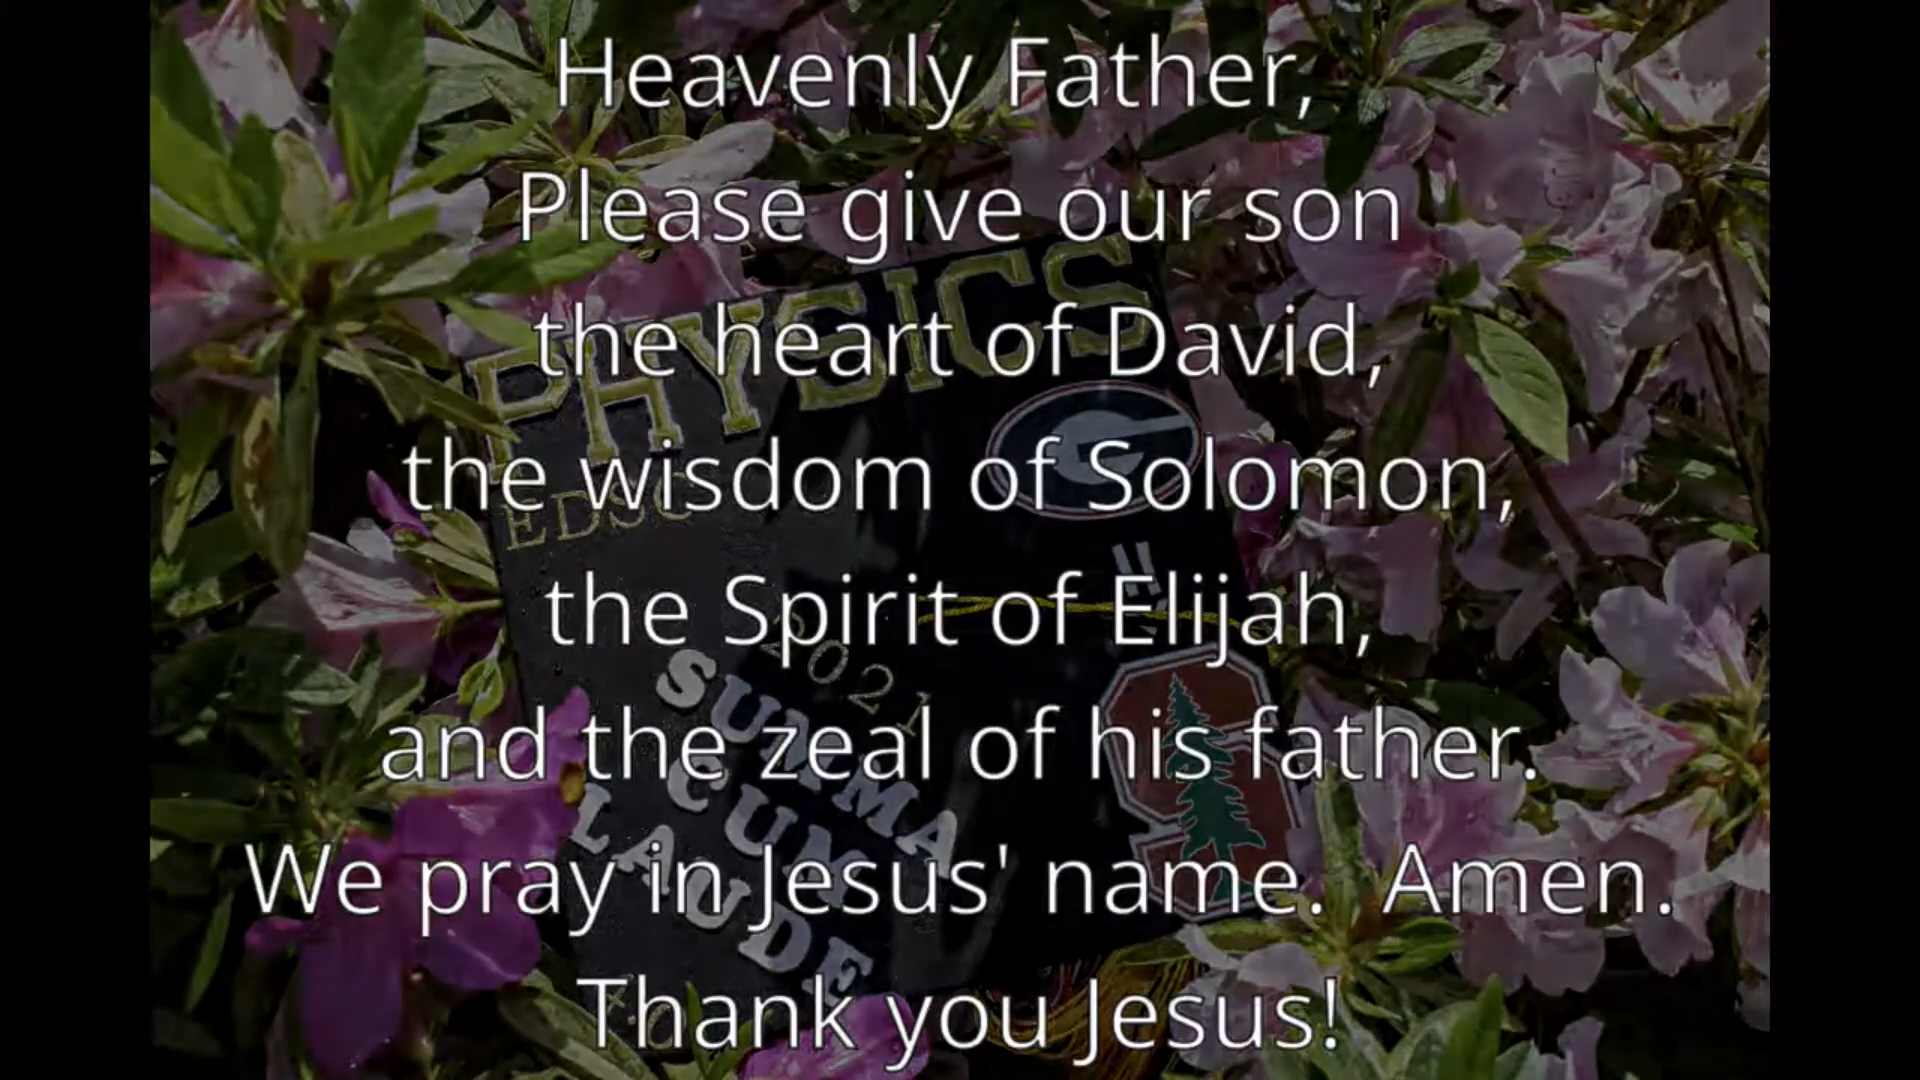 Heavenly Father,
Please give our son
the heart of David,
the wisdom of Solomon,
the Spirit of Elijah,
and the zeal of his father.
We pray in Jesus' name. Amen.
Thank you Jesus!
PHYSICS
G
2021
SUMMA
CUM
LAUDE